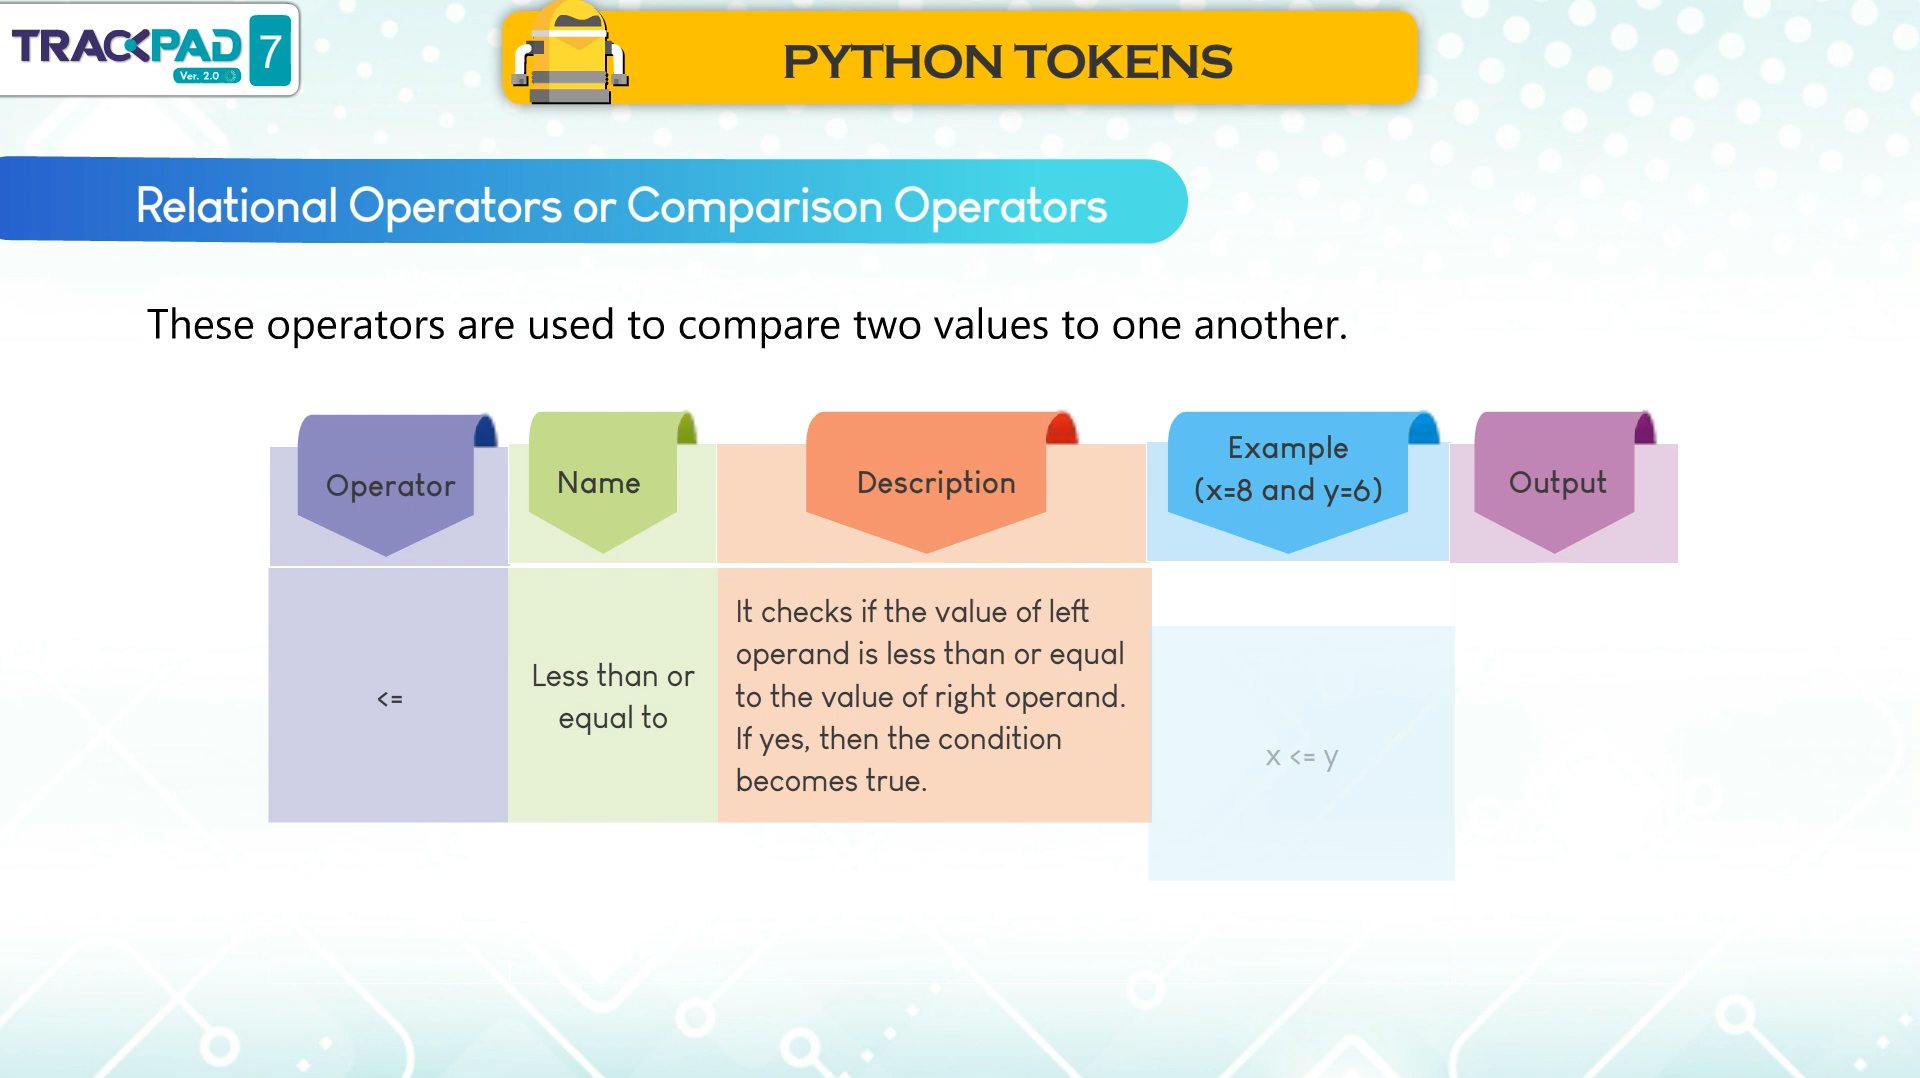 TRACKPAD 7
Ver. 2.0
PYTHON TOKENS
Relational Operators or Comparison Operators
These operators are used to compare two values to one another.
Operator
Name
Description
Example
(x=8 and y=6)
Output
<=
Less than or
equal to
It checks if the value of left
operand is less than or equal
to the value of right operand.
If yes, then the condition
becomes true.
x <= y